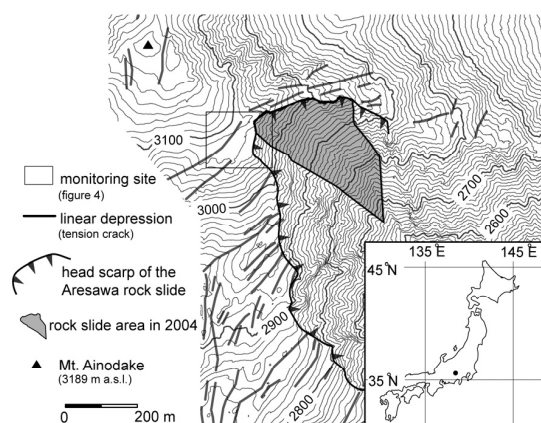 3100
3000
2900
2800
2700
2600
monitoring site
(figure 4)
linear depression
(tension crack)
head scarp of the
Aresawa rock slide
rock slide area in 2004
Mt. Ainodake
(3189 m a.s.l.)
0 200 m
135°E 145°E
45°N
35°N